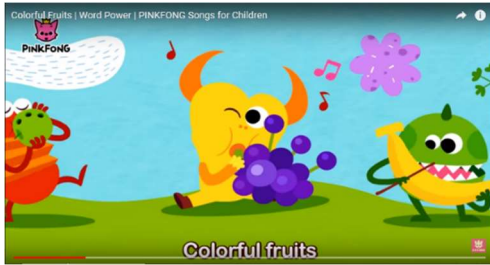 Colorful Fruits | Word Power | PINKFONG Songs for Children
PINKFONG
Colorful fruits